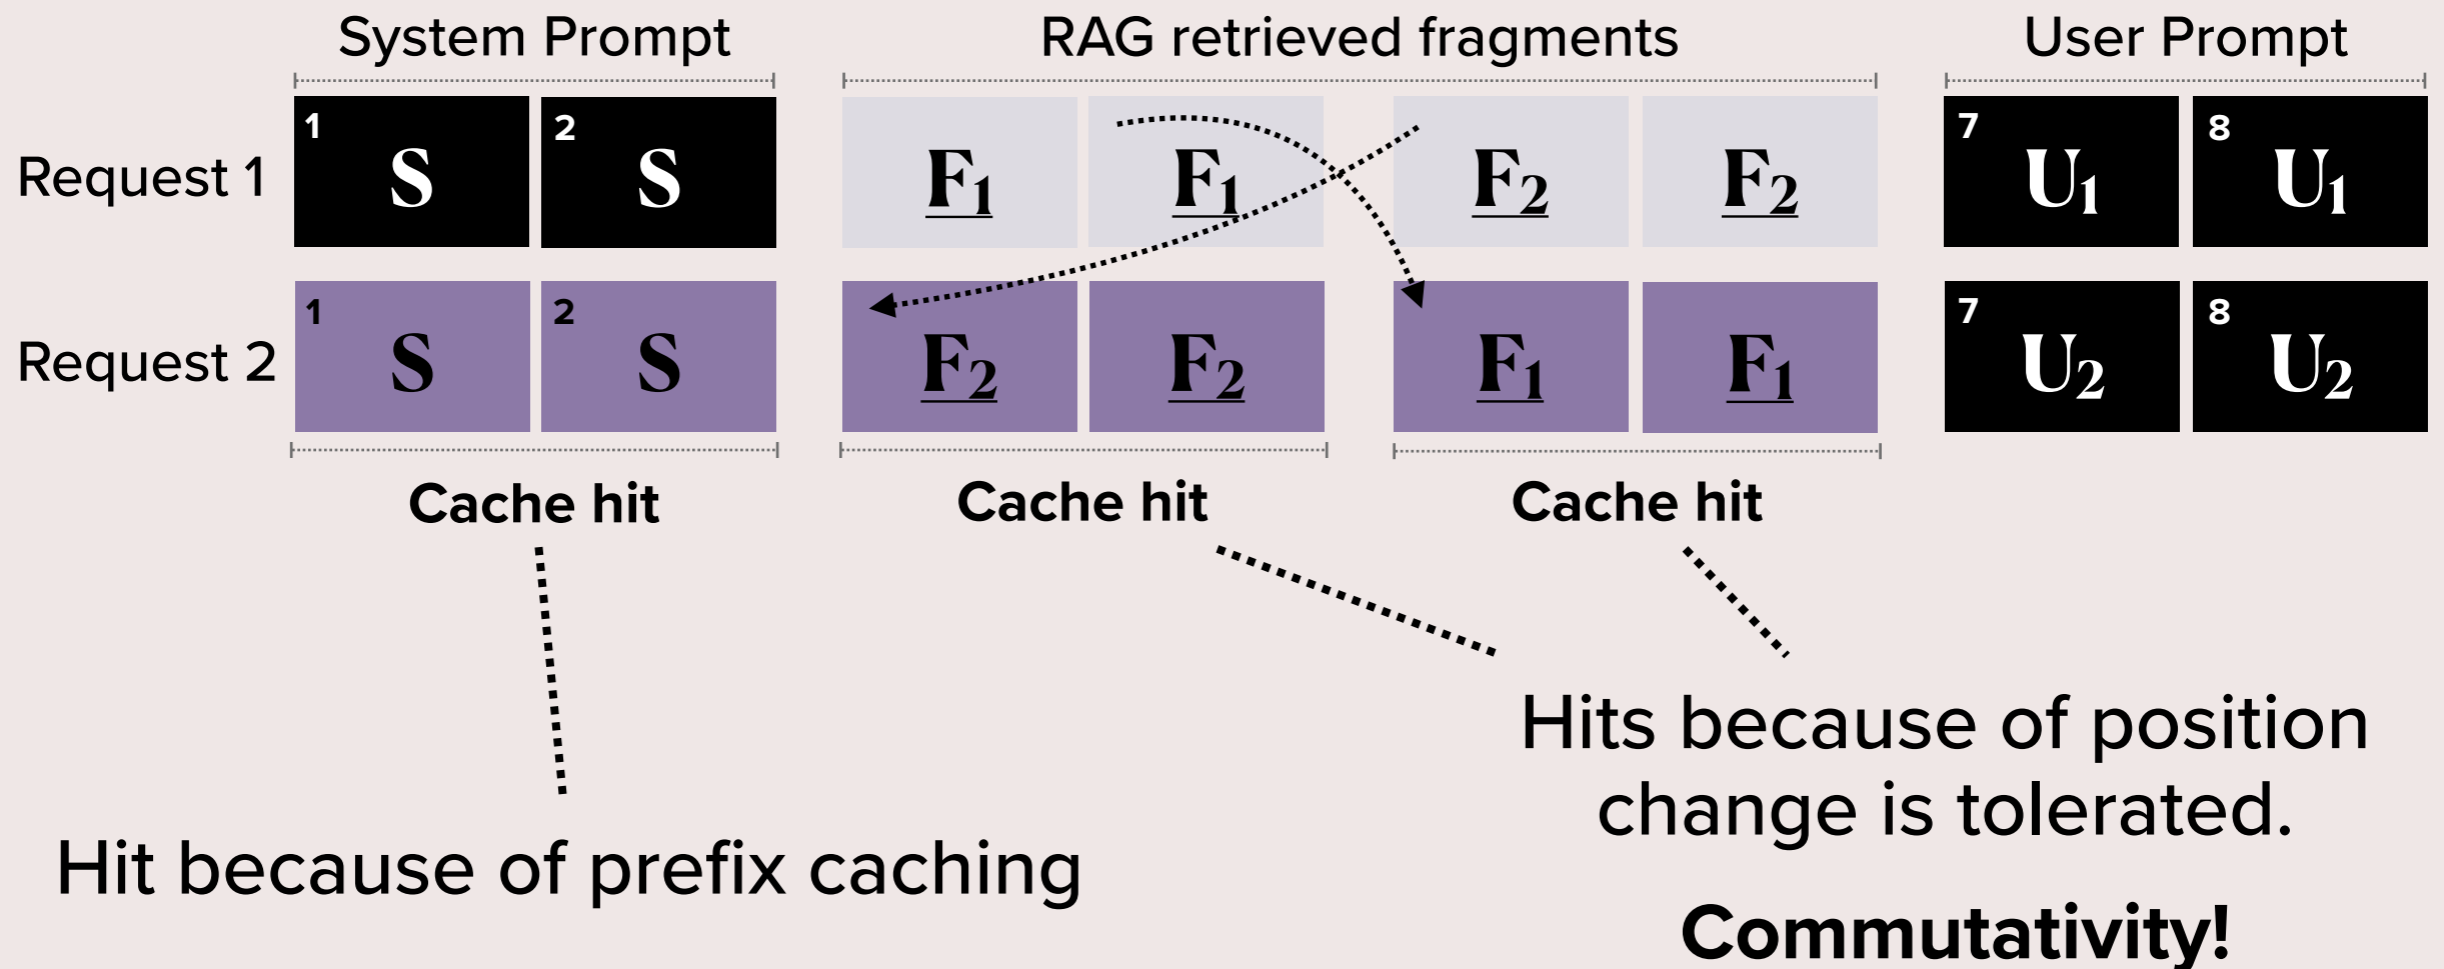 System Prompt RAG retrieved fragments User Prompt
Request 1 1 S 2 S F1 F1 F2 F2 7 U1 8 U1
Request 2 1 S 2 S F2 F2 F1 F1 7 U2 8 U2
Cache hit Cache hit Cache hit
Hits because of position
change is tolerated.
Hit because of prefix caching
Commutativity!